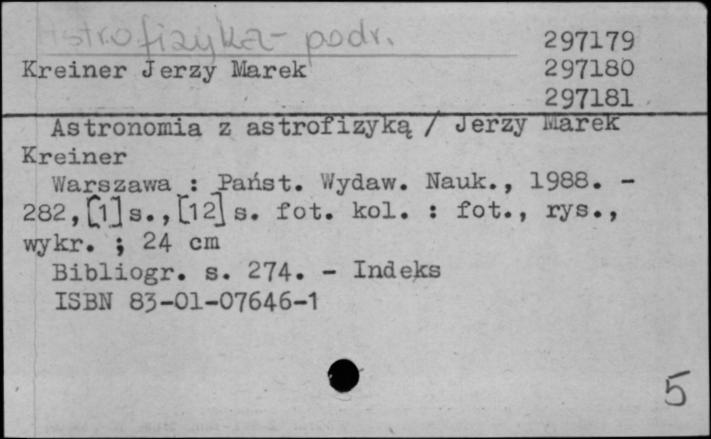 Astrofizyka - podr.
297179
Kreiner Jerzy Marek 297180
297181
Astronomia z astrofizyką / Jerzy Marek
Kreiner
Warszawa : Państ. Wydaw. Nauk., 1988. -
282,[1]s.,[12]s. fot. kol. : fot., rys.,
wykr. ; 24 cm
Bibliogr. s. 274. - Indeks
ISBN 83-01-07646-1
5